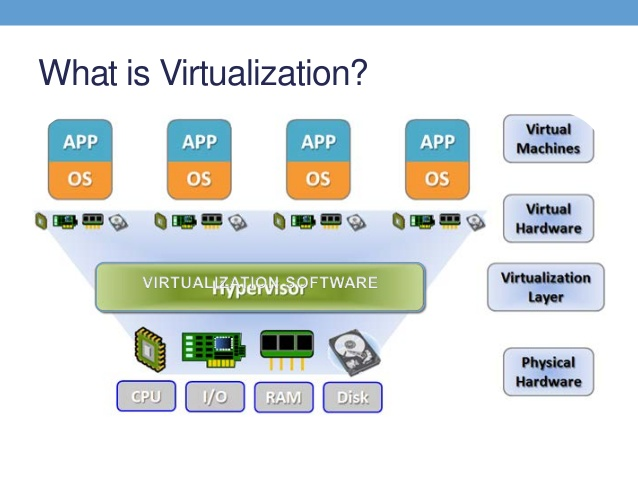 What is Virtualization?
APP APP APP APP
OS OS OS OS
Virtual
Machines
Virtual
Hardware
VIRTUALIZATION SOFTWARE
Hypervisor
Virtualization
Layer
CPU I/O RAM Disk
Physical
Hardware